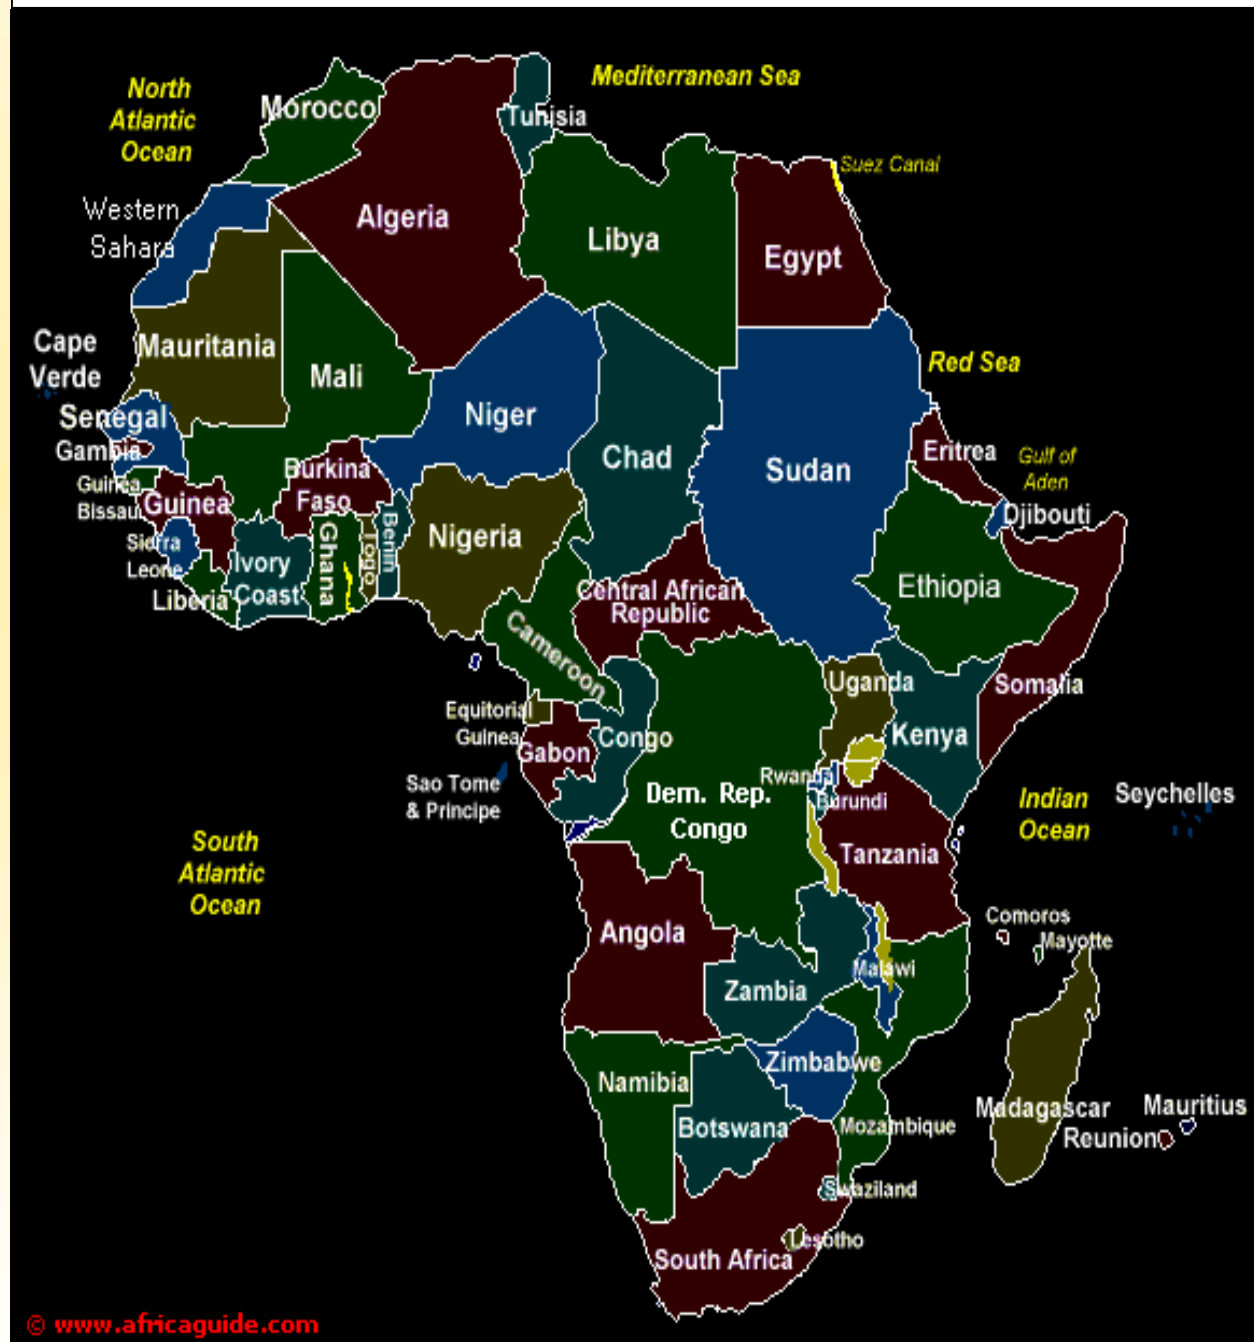 North
Atlantic
Ocean
Mediterranean Sea
Morocco
Tunisia
Suez Canal
Western
Sahara
Algeria
Libya
Egypt
Cape
Verde
Mauritania
Mali
Niger
Chad
Sudan
Red Sea
Eritrea
Gulf of
Aden
Djibouti
Senegal
Gambia
Guinea
Bissau
Guinea
Burkina
Faso
Sierra
Leone
Liberia
Ivory
Coast
Ghana
Togo
Benin
Nigeria
Central African
Republic
Ethiopia
Cameroon
Uganda
Somalia
Kenya
Equitorial
Guinea
Gabon
Congo
Sao Tome
& Principe
Rwanda
Burundi
Dem. Rep.
Congo
Indian
Ocean
Seychelles
South
Atlantic
Ocean
Tanzania
Angola
Comoros
Mayotte
Zambia
Malawi
Namibia
Zimbabwe
Botswana
Mozambique
Madagascar
Mauritius
Reunion
Swaziland
Lesotho
South Africa
© www.africaguide.com